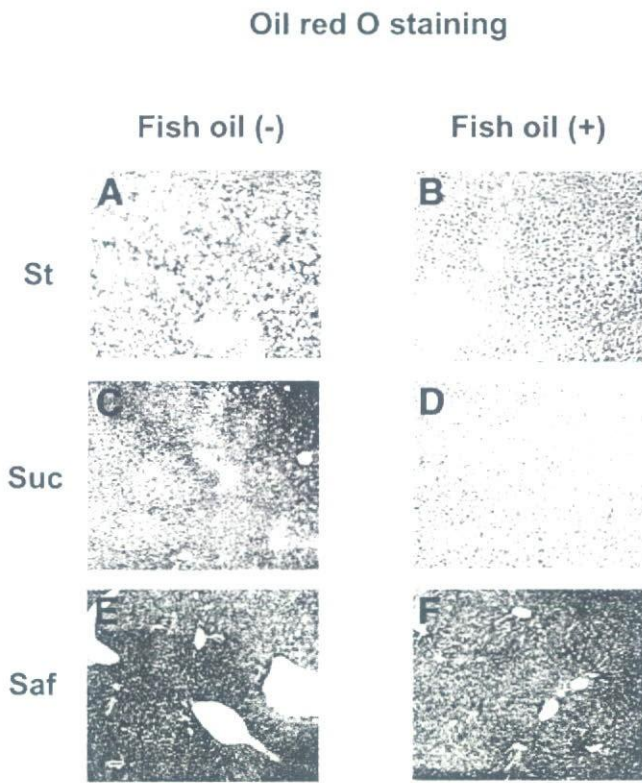 Oil red O staining
Fish oil (-) Fish oil (+)
A B
St
C D
Suc
E F
Saf